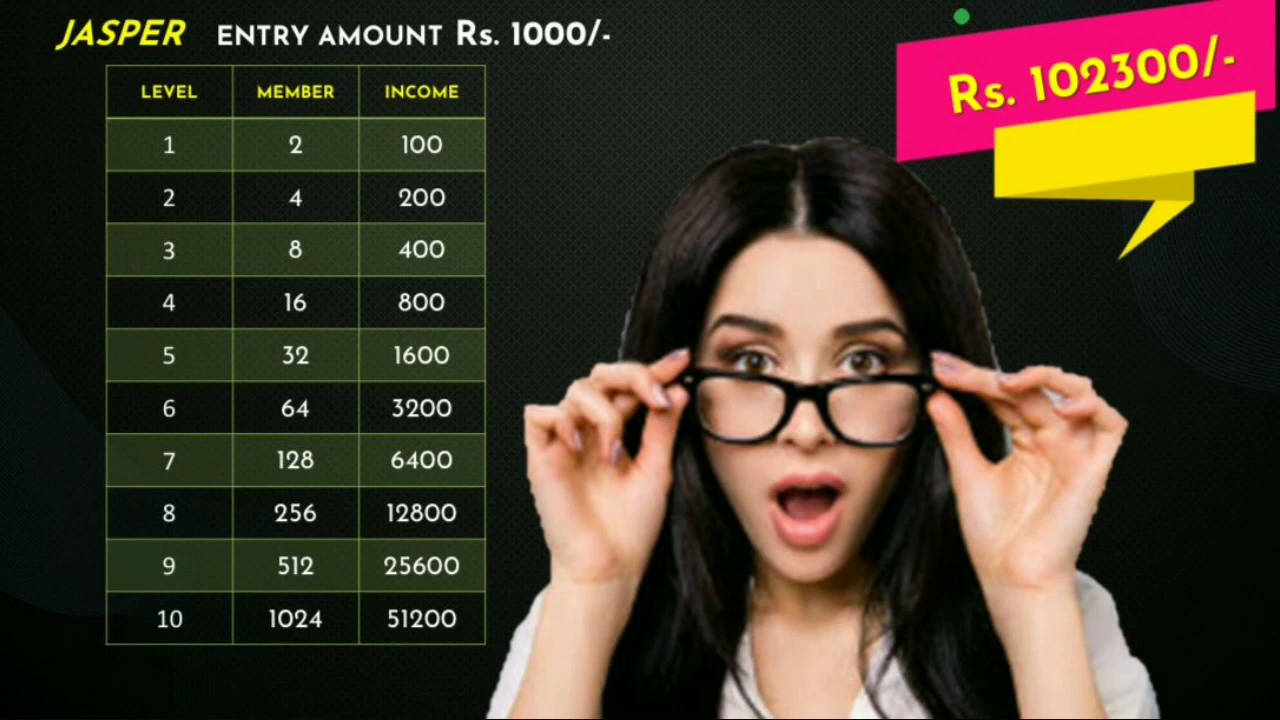 JASPER ENTRY AMOUNT Rs. 1000/-
Rs. 102300/-
LEVEL MEMBER INCOME
1 2 100
2 4 200
3 8 400
4 16 800
5 32 1600
6 64 3200
7 128 6400
8 256 12800
9 512 25600
10 1024 51200